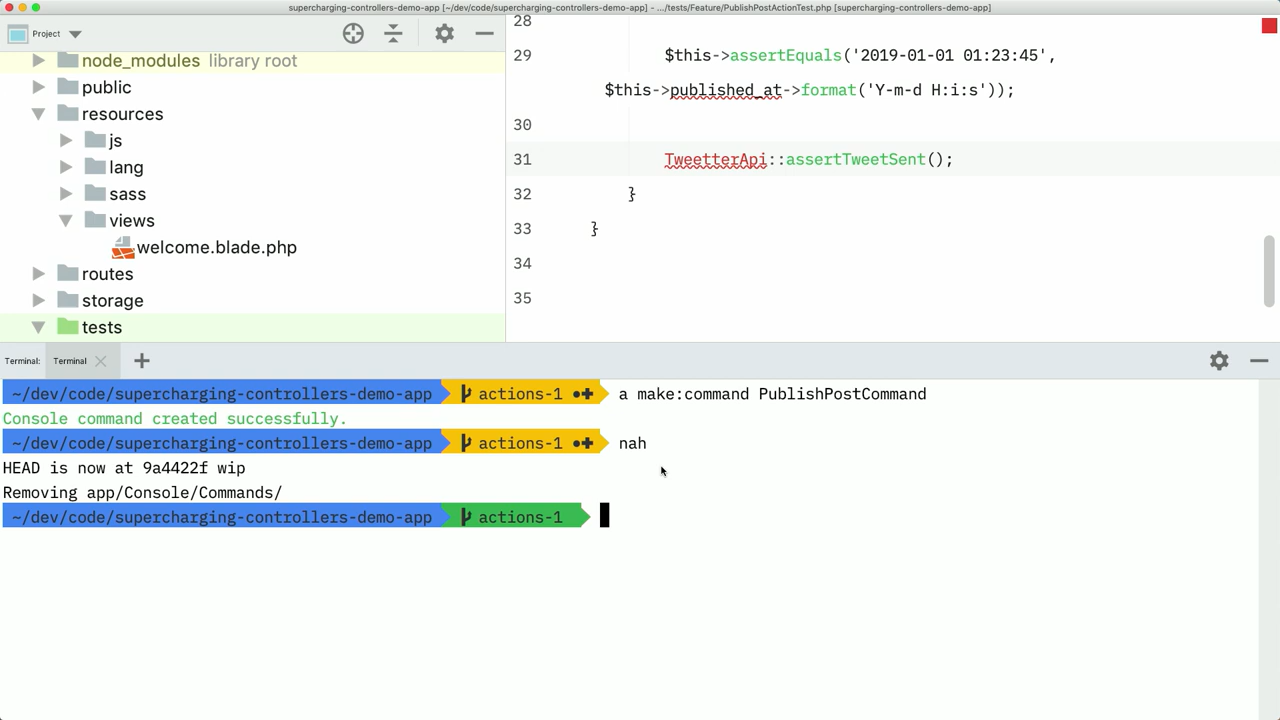 supercharging-controllers-demo-app [~/dev/code/supercharging-controllers-demo-app] - .../tests/Feature/PublishPostActionTest.php [supercharging-controllers-demo-app]
Project
node_modules library root
public
resources
js
lang
sass
views
welcome.blade.php
routes
storage
tests
28
29 $this->assertEquals('2019-01-01 01:23:45',
$this->published_at->format('Y-m-d H:i:s'));
30
31 TweetterApi::assertTweetSent();
32 }
33 }
34
35
Terminal: Terminal
~/dev/code/supercharging-controllers-demo-app actions-1 a make:command PublishPostCommand
Console command created successfully.
~/dev/code/supercharging-controllers-demo-app actions-1 nah
HEAD is now at 9a4422f wip
Removing app/Console/Commands/
~/dev/code/supercharging-controllers-demo-app actions-1